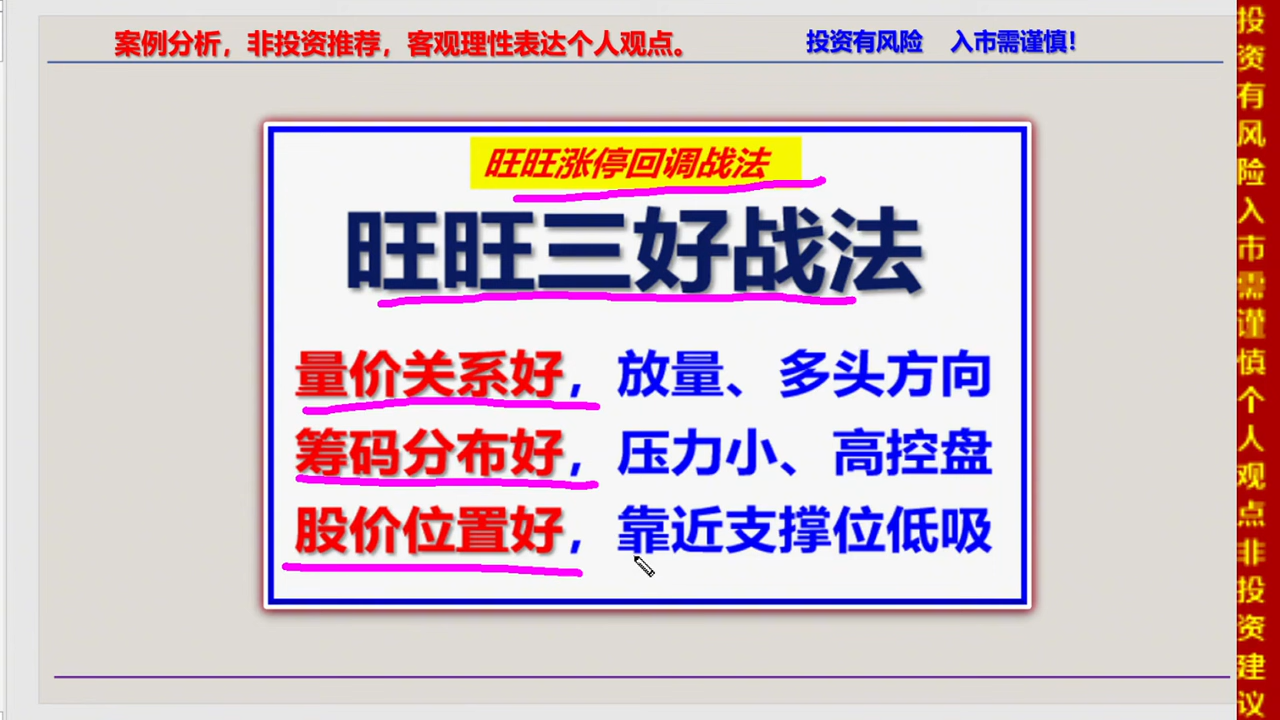 案例分析，非投资推荐，客观理性表达个人观点。
投资有风险 入市需谨慎！
旺旺涨停回调战法
旺旺三好战法
量价关系好，放量、多头方向
筹码分布好，压力小、高控盘
股价位置好，靠近支撑位低吸
投资有风险入市需谨慎个人观点非投资建议